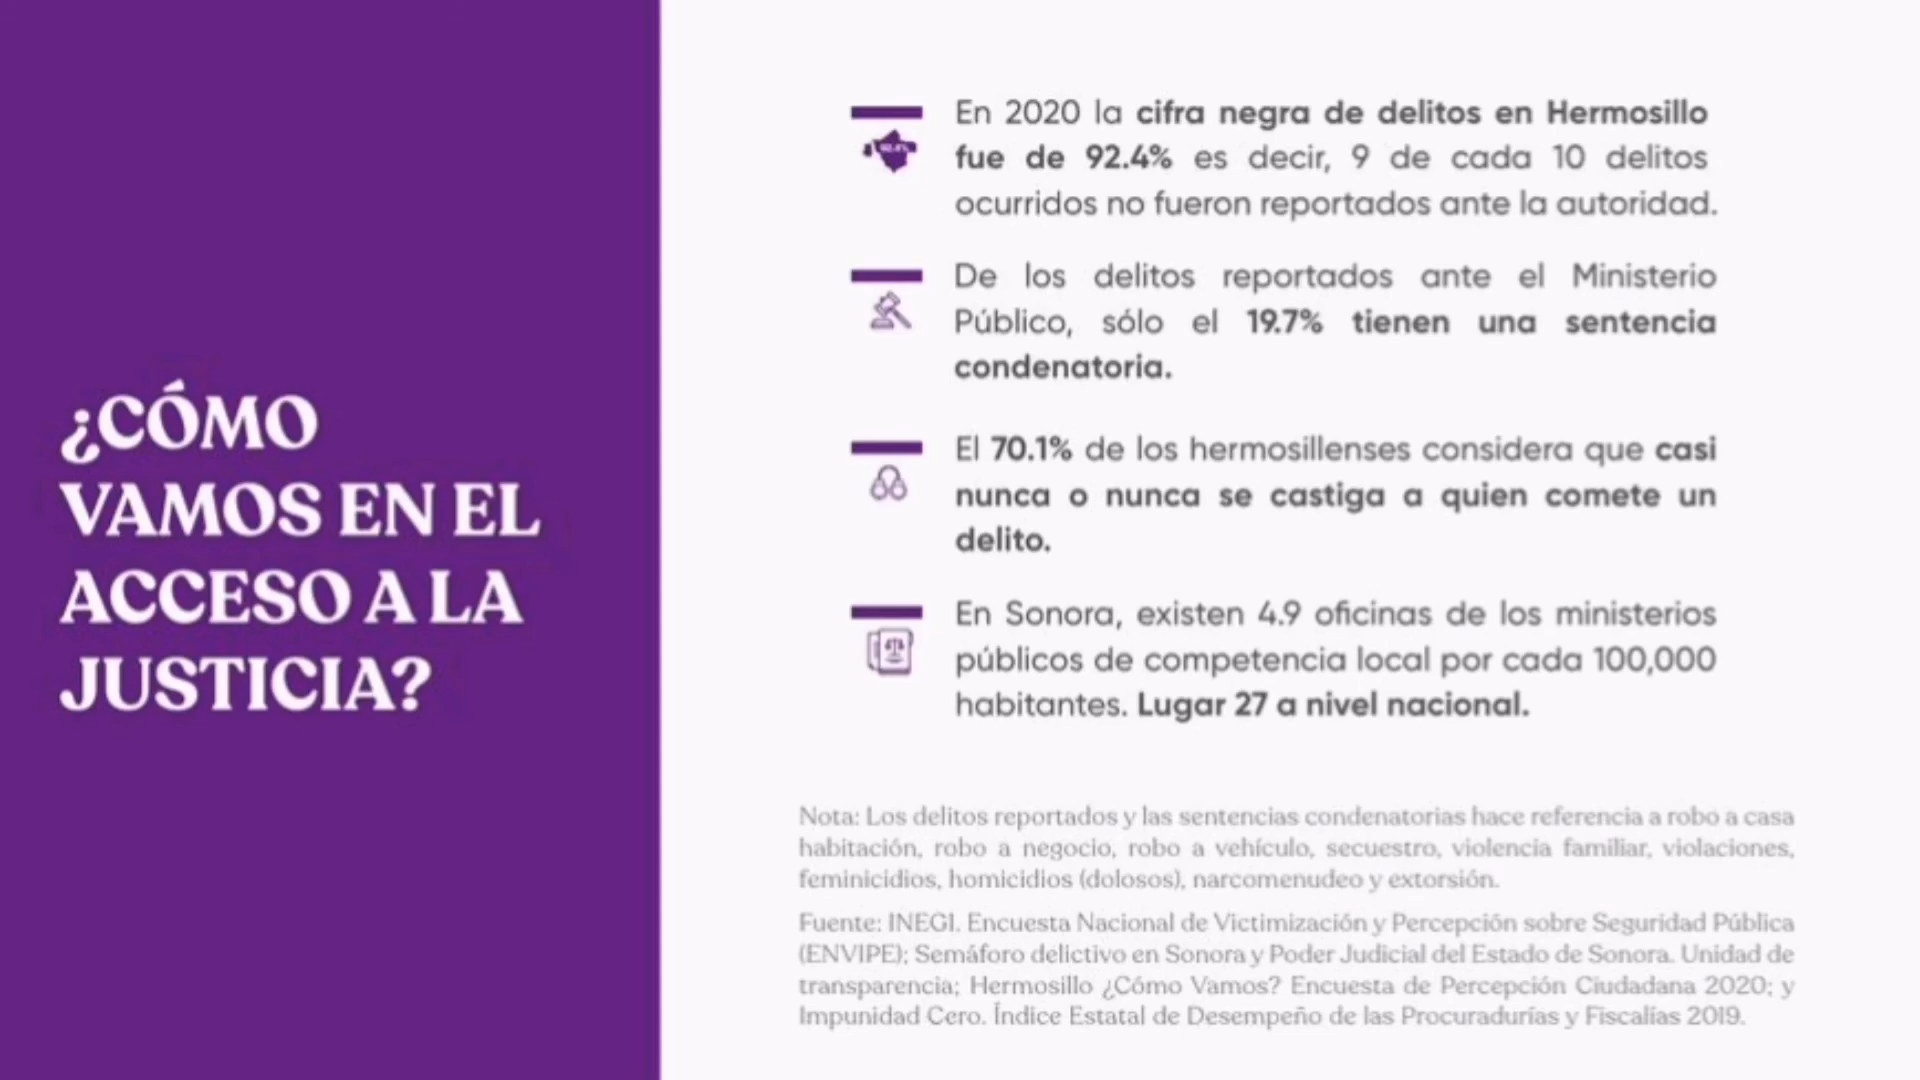 ¿CÓMO
VAMOS EN EL
ACCESO A LA
JUSTICIA?
En 2020 la cifra negra de delitos en Hermosillo
fue de 92.4% es decir, 9 de cada 10 delitos
ocurridos no fueron reportados ante la autoridad.
De los delitos reportados ante el Ministerio
Público, sólo el 19.7% tienen una sentencia
condenatoria.
El 70.1% de los hermosillenses considera que casi
nunca o nunca se castiga a quien comete un
delito.
En Sonora, existen 4.9 oficinas de los ministerios
públicos de competencia local por cada 100,000
habitantes. Lugar 27 a nivel nacional.
Nota: Los delitos reportados y las sentencias condenatorias hace referencia a robo a casa
habitación, robo a negocio, robo a vehículo, secuestro, violencia familiar, violaciones,
feminicidios, homicidios (dolosos), narcomenudeo y extorsión.
Fuente: INEGI. Encuesta Nacional de Victimización y Percepción sobre Seguridad Pública
(ENVIPE); Semáforo delictivo en Sonora y Poder Judicial del Estado de Sonora. Unidad de
transparencia; Hermosillo ¿Cómo Vamos? Encuesta de Percepción Ciudadana 2020; y
Impunidad Cero. Índice Estatal de Desempeño de las Procuradurías y Fiscalías 2019.